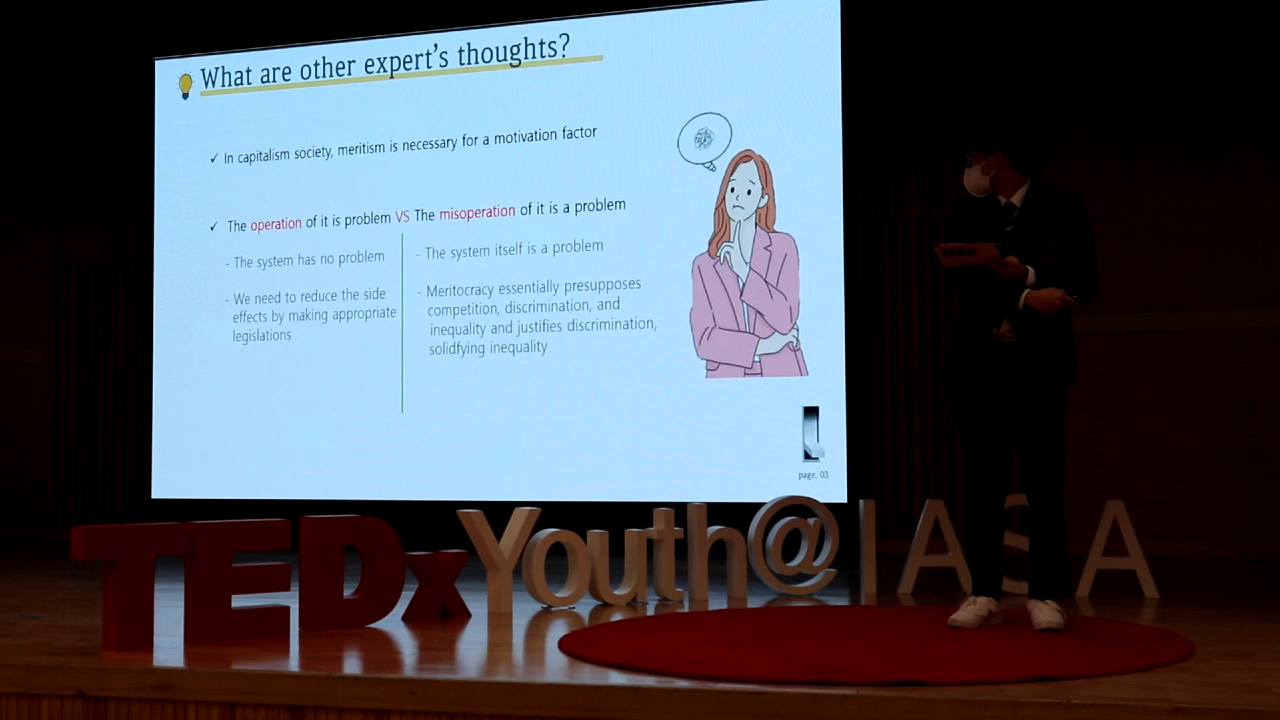 What are other expert's thoughts?
✓ In capitalism society, meritism is necessary for a motivation factor
✓ The operation of it is problem VS The misoperation of it is a problem
- The system has no problem
- We need to reduce the side
effects by making appropriate
legislations
- The system itself is a problem
- Meritocracy essentially presupposes
competition, discrimination, and
inequality and justifies discrimination,
solidfying inequality
page. 03
TEDxYouth@IASA